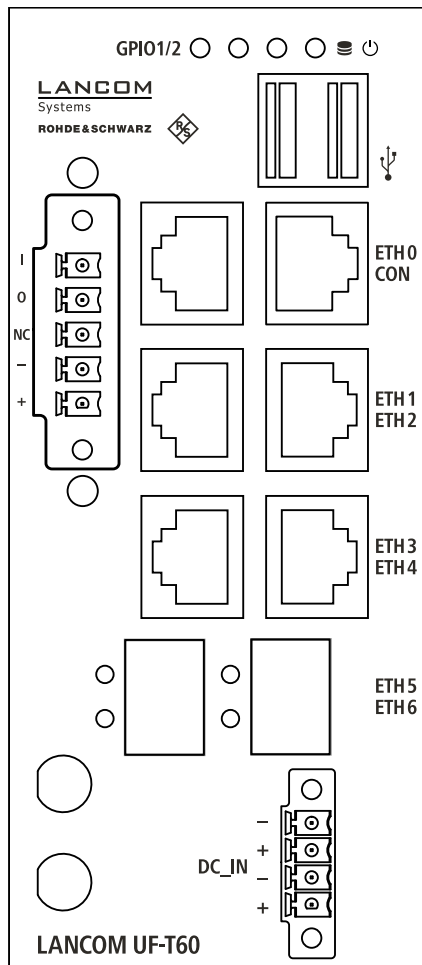 GPIO1/2
LANCOM
Systems
ROHDE&SCHWARZ R/S
ETH 0
CON
I
O
NC
–
+
ETH 1
ETH 2
ETH 3
ETH 4
ETH 5
ETH 6
–
+
DC_IN
–
+
LANCOM UF-T60